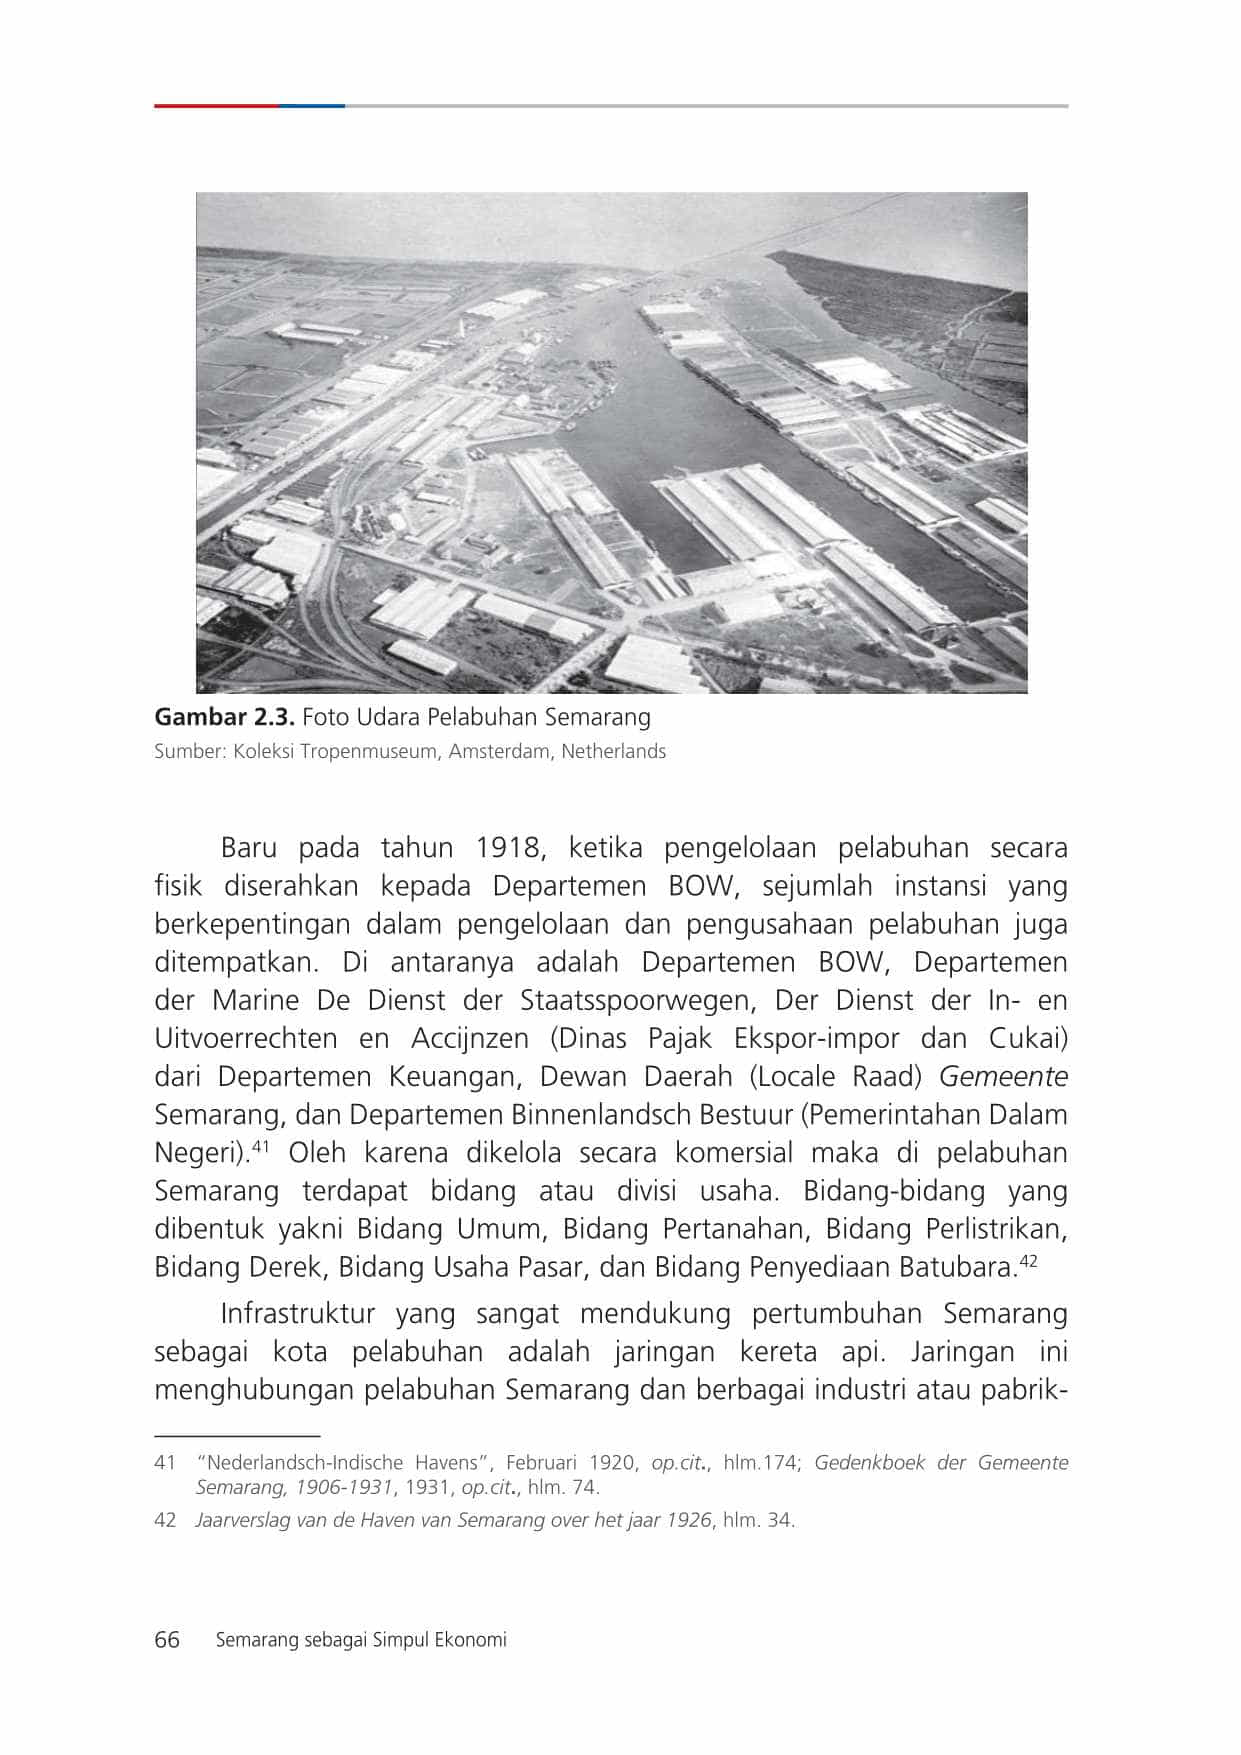 Gambar 2.3. Foto Udara Pelabuhan Semarang
Sumber: Koleksi Tropenmuseum, Amsterdam, Netherlands
Baru pada tahun 1918, ketika pengelolaan pelabuhan secara
fisik diserahkan kepada Departemen BOW, sejumlah instansi yang
berkepentingan dalam pengelolaan dan pengusahaan pelabuhan juga
ditempatkan. Di antaranya adalah Departemen BOW, Departemen
der Marine De Dienst der Staatsspoorwegen, Der Dienst der In- en
Uitvoerrechten en Accijnzen (Dinas Pajak Ekspor-impor dan Cukai)
dari Departemen Keuangan, Dewan Daerah (Locale Raad) Gemeente
Semarang, dan Departemen Binnenlandsch Bestuur (Pemerintahan Dalam
Negeri).41 Oleh karena dikelola secara komersial maka di pelabuhan
Semarang terdapat bidang atau divisi usaha. Bidang-bidang yang
dibentuk yakni Bidang Umum, Bidang Pertanahan, Bidang Perlistrikan,
Bidang Derek, Bidang Usaha Pasar, dan Bidang Penyediaan Batubara.42
Infrastruktur yang sangat mendukung pertumbuhan Semarang
sebagai kota pelabuhan adalah jaringan kereta api. Jaringan ini
menghubungan pelabuhan Semarang dan berbagai industri atau pabrik-
41 “Nederlandsch-Indische Havens”, Februari 1920, op.cit., hlm.174; Gedenkboek der Gemeente
Semarang, 1906-1931, 1931, op.cit., hlm. 74.
42 Jaarverslag van de Haven van Semarang over het jaar 1926, hlm. 34.
66 Semarang sebagai Simpul Ekonomi